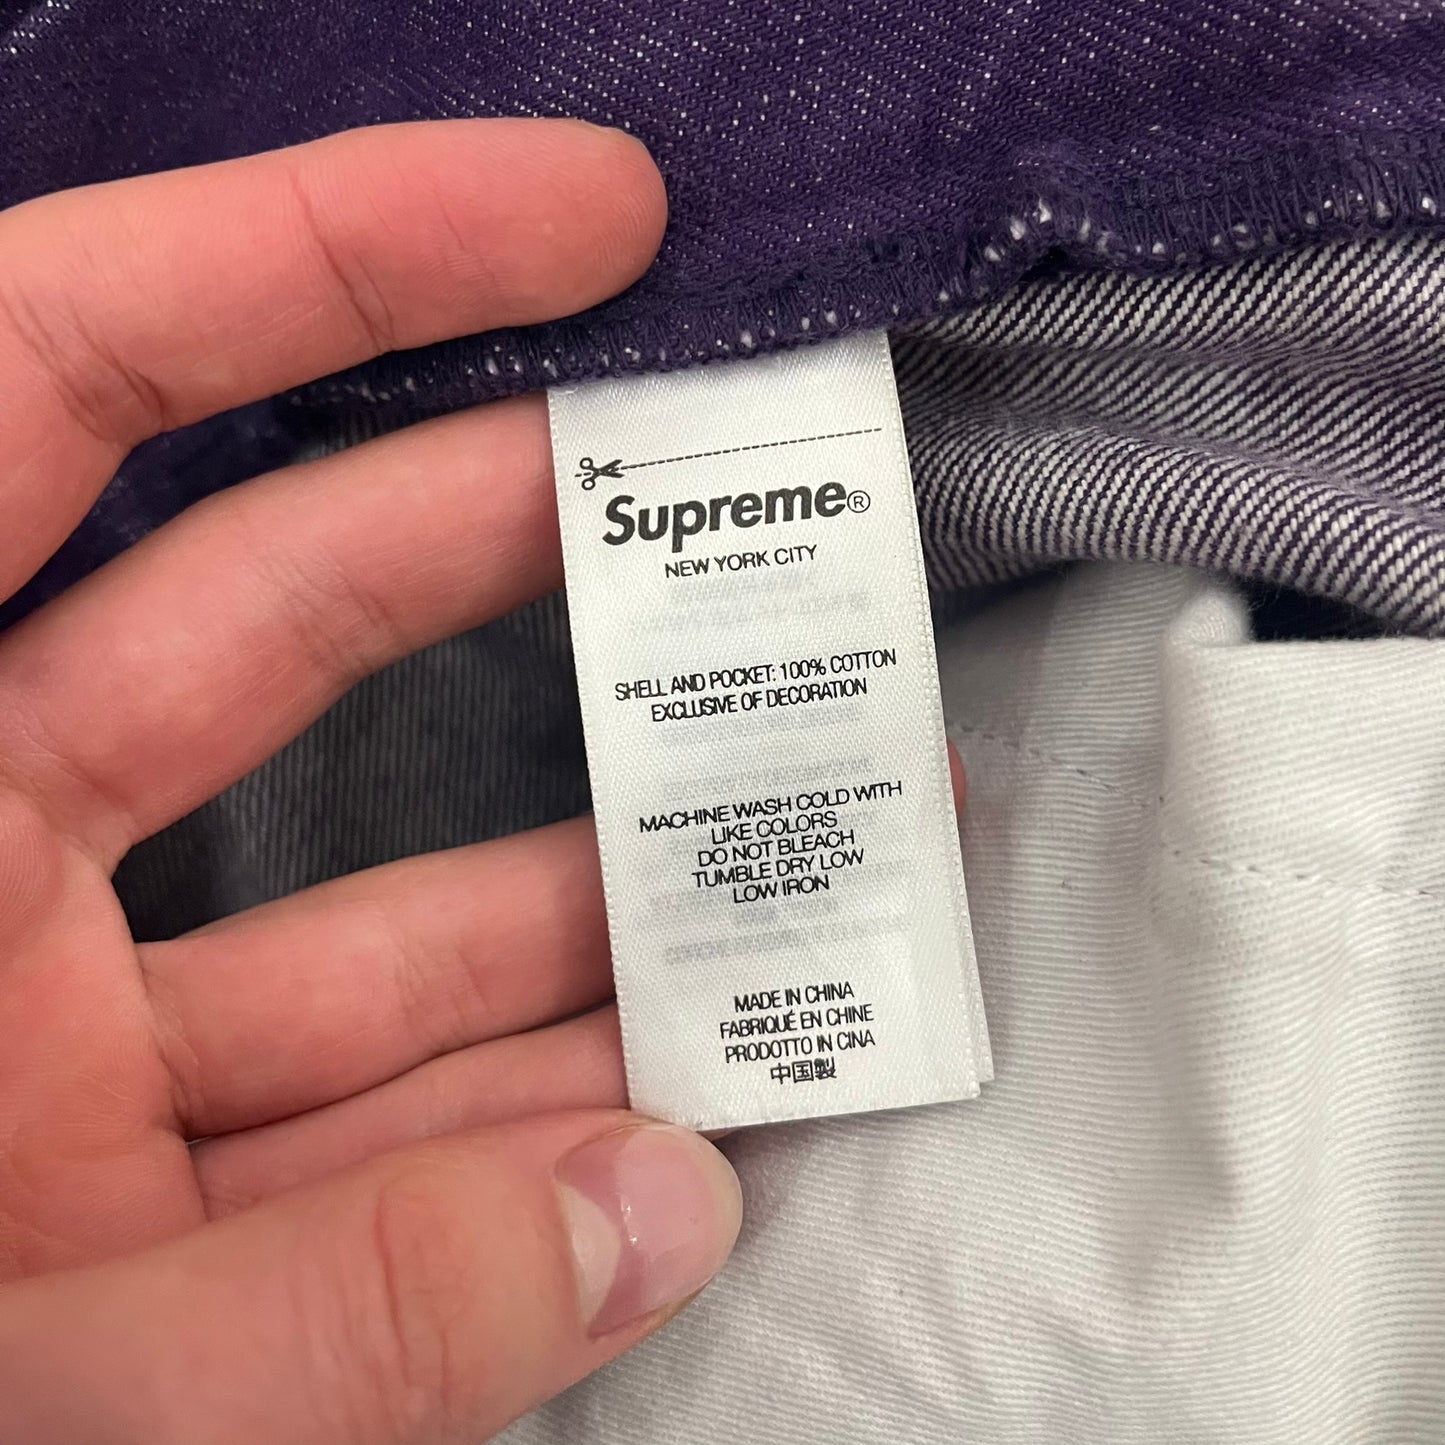 Supreme®
NEW YORK CITY
SHELL AND POCKET: 100% COTTON
EXCLUSIVE OF DECORATION
MACHINE WASH COLD WITH
LIKE COLORS
DO NOT BLEACH
TUMBLE DRY LOW
LOW IRON
MADE IN CHINA
FABRIQUÉ EN CHINE
PRODOTTO IN CINA
中国製